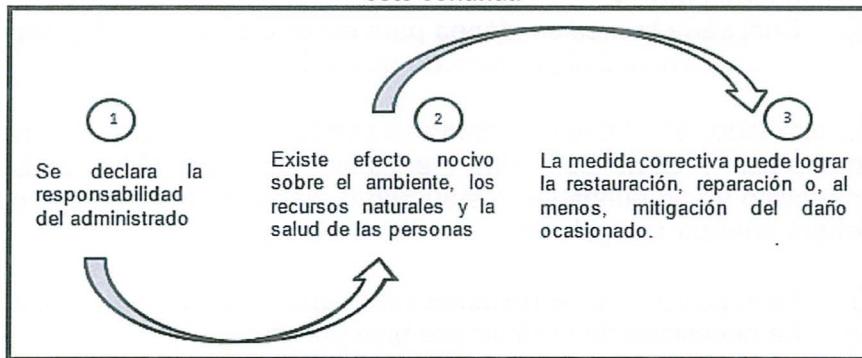 1
Se declara la
responsabilidad
del administrado
2
Existe efecto nocivo
sobre el ambiente, los
recursos naturales y la
salud de las personas
3
La medida correctiva puede lograr
la restauración, reparación o, al
menos, mitigación del daño
ocasionado.